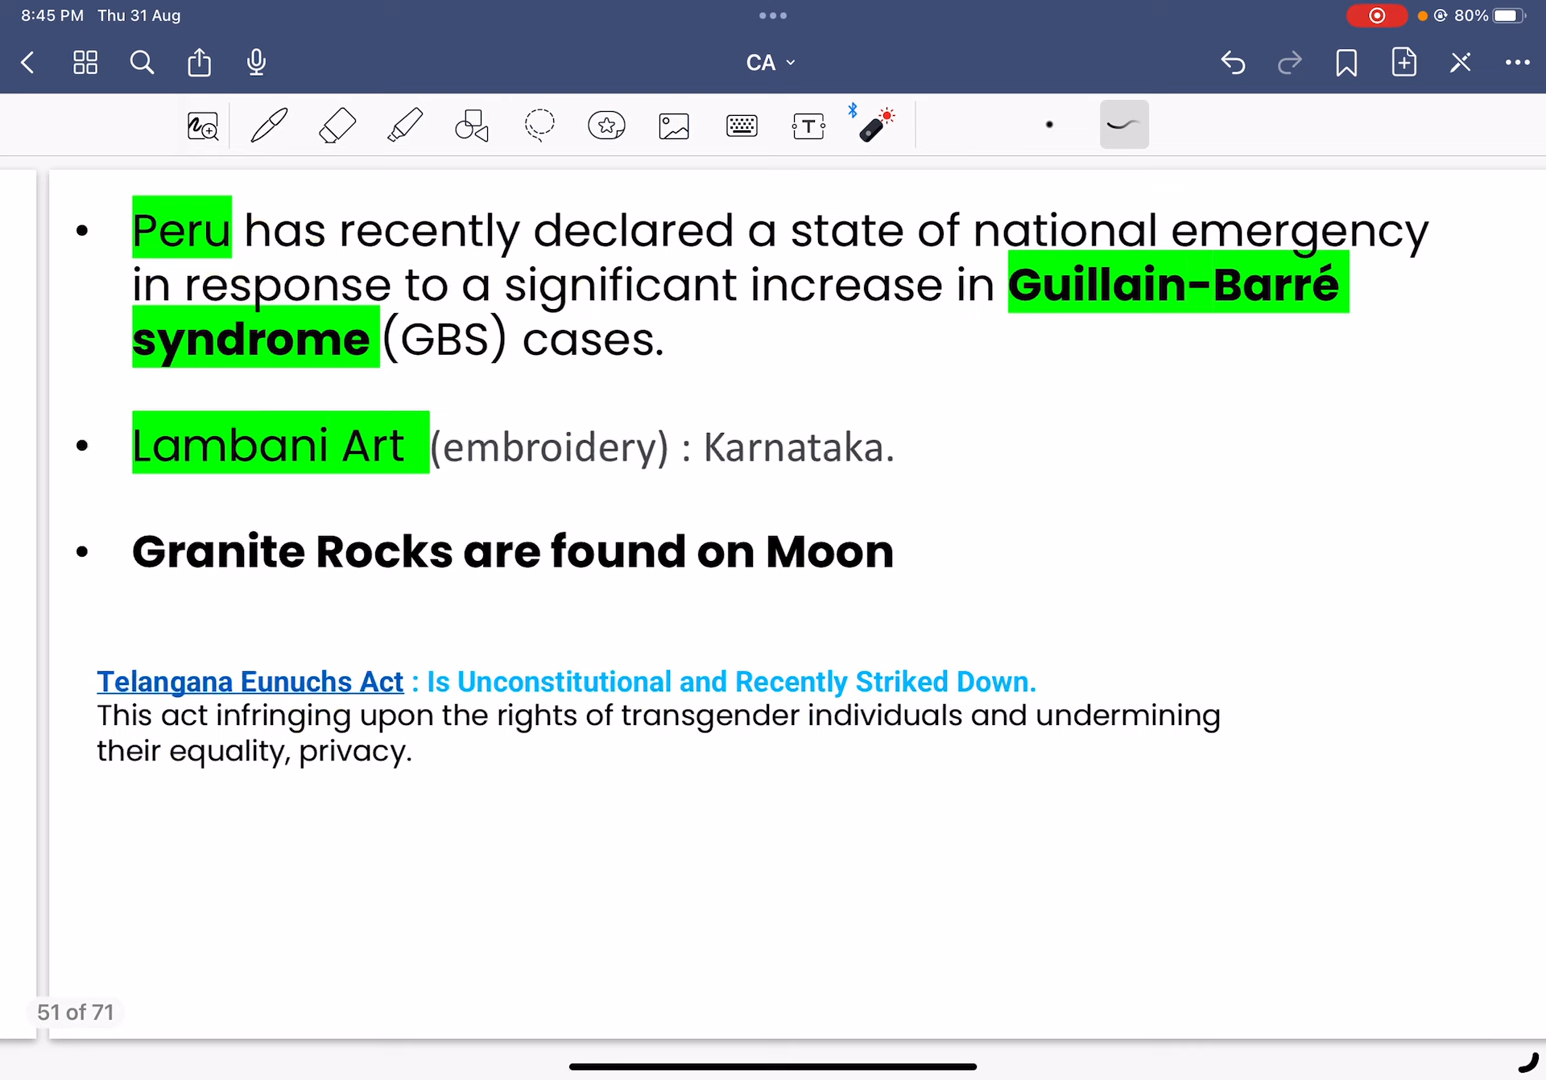 8:45 PM Thu 31 Aug
80%
CA
T
• Peru has recently declared a state of national emergency
in response to a significant increase in Guillain-Barré
syndrome (GBS) cases.
• Lambani Art (embroidery) : Karnataka.
• Granite Rocks are found on Moon
Telangana Eunuchs Act : Is Unconstitutional and Recently Striked Down.
This act infringing upon the rights of transgender individuals and undermining
their equality, privacy.
51 of 71